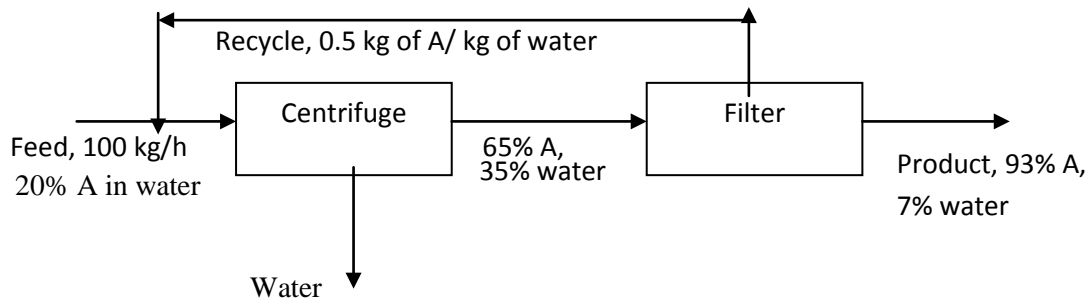 Recycle, 0.5 kg of A/ kg of water
Centrifuge
Filter
Feed, 100 kg/h
20% A in water
65% A,
35% water
Product, 93% A,
7% water
Water